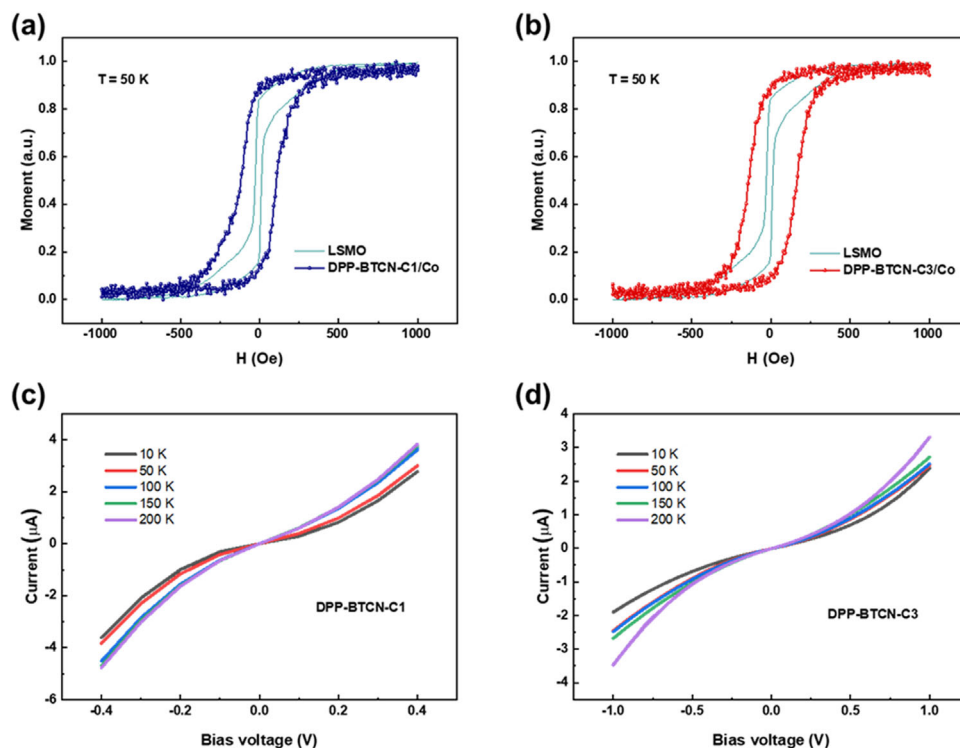 (a)
T = 50 K
LSMO
DPP-BTCN-C1/Co
Moment (a.u.)
1.0
0.8
0.6
0.4
0.2
0.0
-1000 -500 0 500 1000
H (Oe)
(b)
T = 50 K
LSMO
DPP-BTCN-C3/Co
Moment (a.u.)
1.0
0.8
0.6
0.4
0.2
0.0
-1000 -500 0 500 1000
H (Oe)
(c)
10 K
50 K
100 K
150 K
200 K
DPP-BTCN-C1
Current (μA)
4
2
0
-2
-4
-6
-0.4 -0.2 0.0 0.2 0.4
Bias voltage (V)
(d)
10 K
50 K
100 K
150 K
200 K
DPP-BTCN-C3
Current (μA)
4
3
2
1
0
-1
-2
-3
-4
-1.0 -0.5 0.0 0.5 1.0
Bias voltage (V)